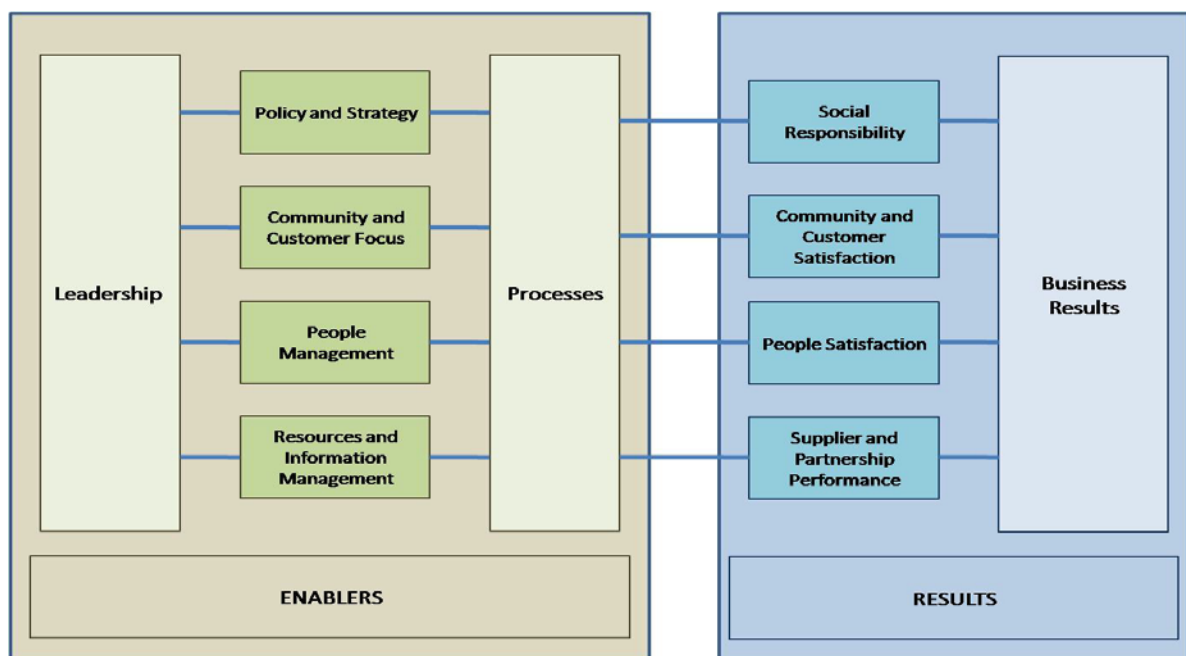 Leadership
Policy and Strategy
Community and
Customer Focus
People
Management
Resources and
Information
Management
Processes
ENABLERS
Social
Responsibility
Community and
Customer
Satisfaction
People Satisfaction
Supplier and
Partnership
Performance
Business
Results
RESULTS